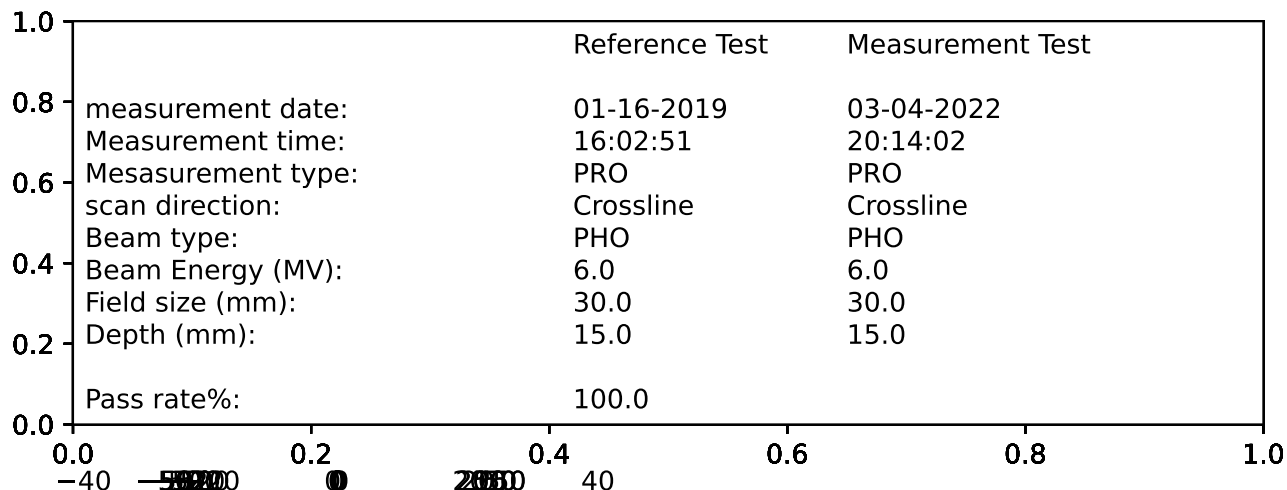 1.0
Reference Test Measurement Test
0.8
measurement date: 01-16-2019 03-04-2022
Measurement time: 16:02:51 20:14:02
0.6
Mesasurement type: PRO PRO
scan direction: Crossline Crossline
Beam type: PHO PHO
0.4
Beam Energy (MV): 6.0 6.0
Field size (mm): 30.0 30.0
0.2
Depth (mm): 15.0 15.0
Pass rate%: 100.0
0.0
0.0 0.2 0.4 0.6 0.8 1.0
−40 40